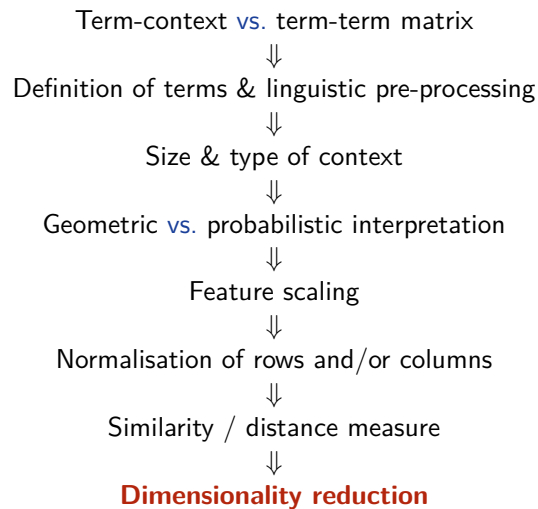 Term-context vs. term-term matrix
⇓
Definition of terms & linguistic pre-processing
⇓
Size & type of context
⇓
Geometric vs. probabilistic interpretation
⇓
Feature scaling
⇓
Normalisation of rows and/or columns
⇓
Similarity / distance measure
⇓
Dimensionality reduction